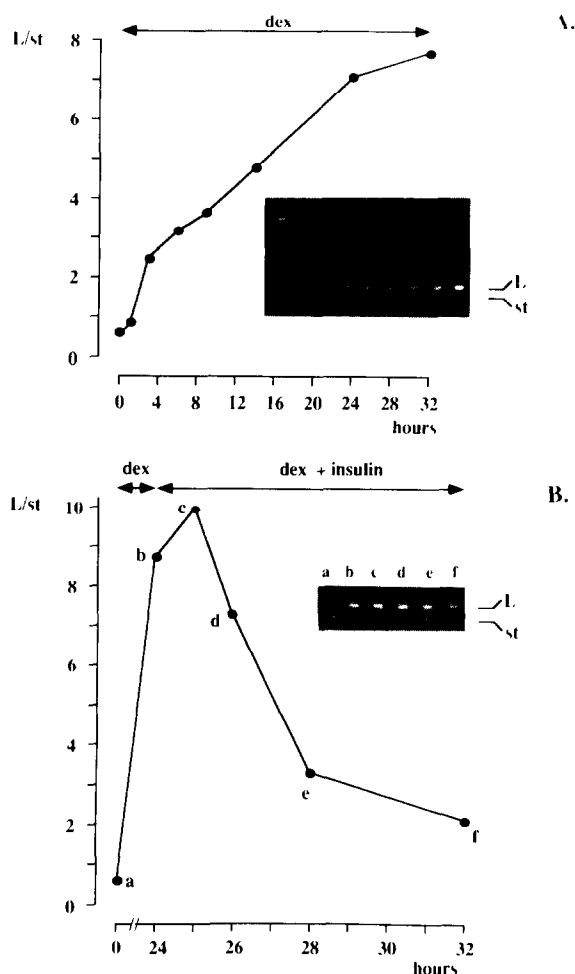 dex
A.
L/st
8
6
4
2
0
L
st
0 4 8 12 16 20 24 28 32
hours
dex dex + insulin
B.
L/st
10
8
6
4
2
0
a b c d e f
L
st
c
b
d
e
f
a
0 24 26 28 30 32
hours